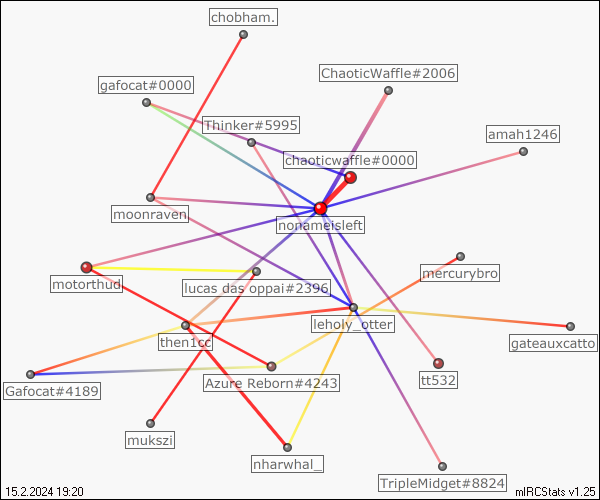 chobham.
ChaoticWaffle#2006
gafocat#0000
Thinker#5995
amah1246
chaoticwaffle#0000
moonraven
nonameisleft
mercurybro
motorthud
lucas das oppai#2396
leholy_otter
then1cc
gateauxcatto
Azure Reborn#4243
tt532
Gafocat#4189
mukszi
nharwhal_
TripleMidget#8824
15.2.2024 19:20
mIRCStats v1.25